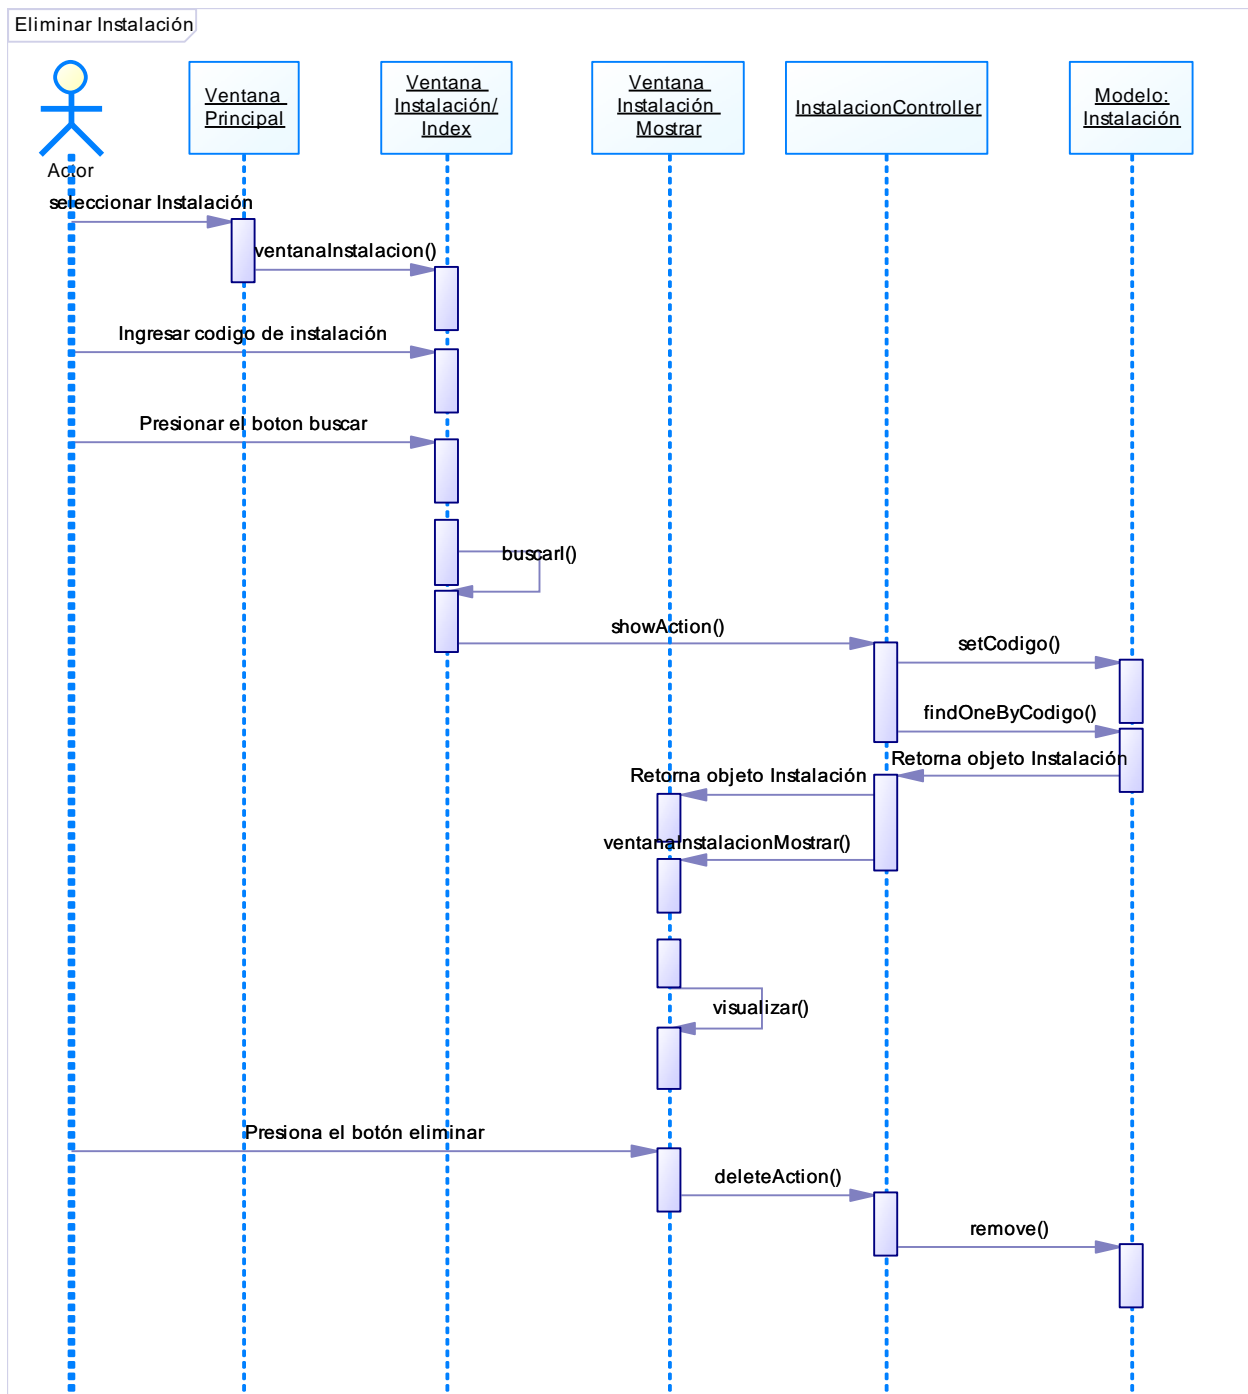 Eliminar Instalación
Ventana
Principal
Ventana
Instalación/
Index
Ventana
Instalación
Mostrar
InstalacionController
Modelo:
Instalación
Actor
seleccionar Instalación
ventanaInstalacion()
Ingresar codigo de instalación
Presionar el boton buscar
buscarI()
showAction()
setCodigo()
findOneByCodigo()
Retorna objeto Instalación
Retorna objeto Instalación
ventanaInstalacionMostrar()
visualizar()
Presiona el botón eliminar
deleteAction()
remove()